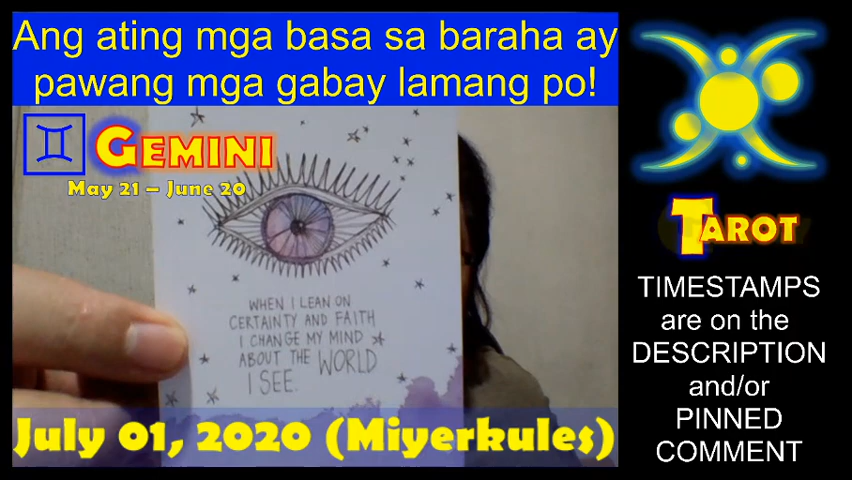 Ang ating mga basa sa baraha ay
pawang mga gabay lamang po!
♊ GEMINI
May 21 – June 20
WHEN I LEAN ON
CERTAINTY AND FAITH
I CHANGE MY MIND
ABOUT THE WORLD
I SEE.
July 01, 2020 (Miyerkules)
TAROT
TIMESTAMPS
are on the
DESCRIPTION
and/or
PINNED
COMMENT